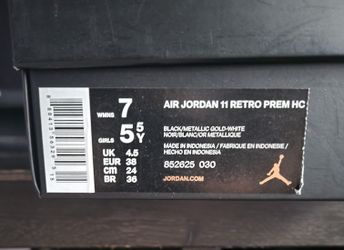 WMNS 7
GIRLS 5.5Y
UK 4.5
EUR 38
CM 24
BR 36
AIR JORDAN 11 RETRO PREM HC
BLACK/METALLIC GOLD-WHITE
NOIR/BLANC/OR METALLIQUE
MADE IN INDONESIA / FABRIQUE EN INDONESIE /
HECHO EN INDONESIA
852625 030
JORDAN.COM